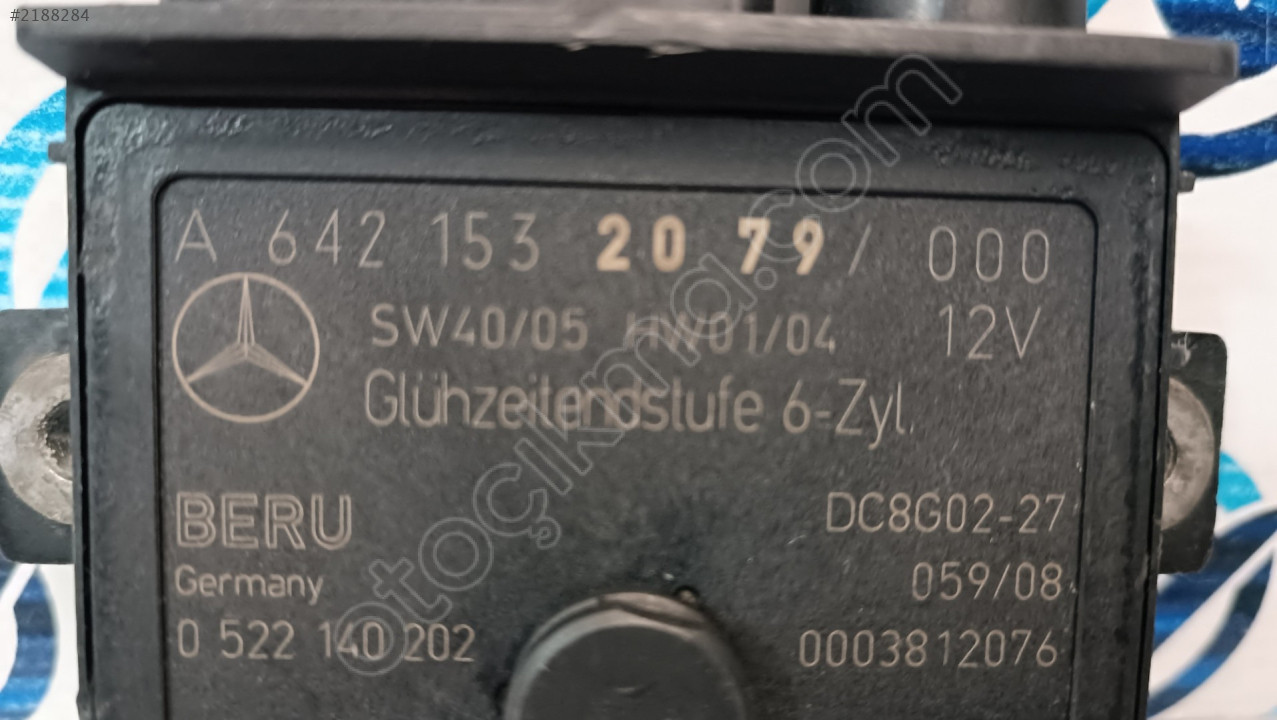 #2188284
A 642 153 20 79 / 000
SW40/05 HW01/04 12V
Glühzeitendstufe 6-Zyl.
BERU DC8G02-27
Germany 059/08
0 522 140 202 0003812076
otoçıkma.com